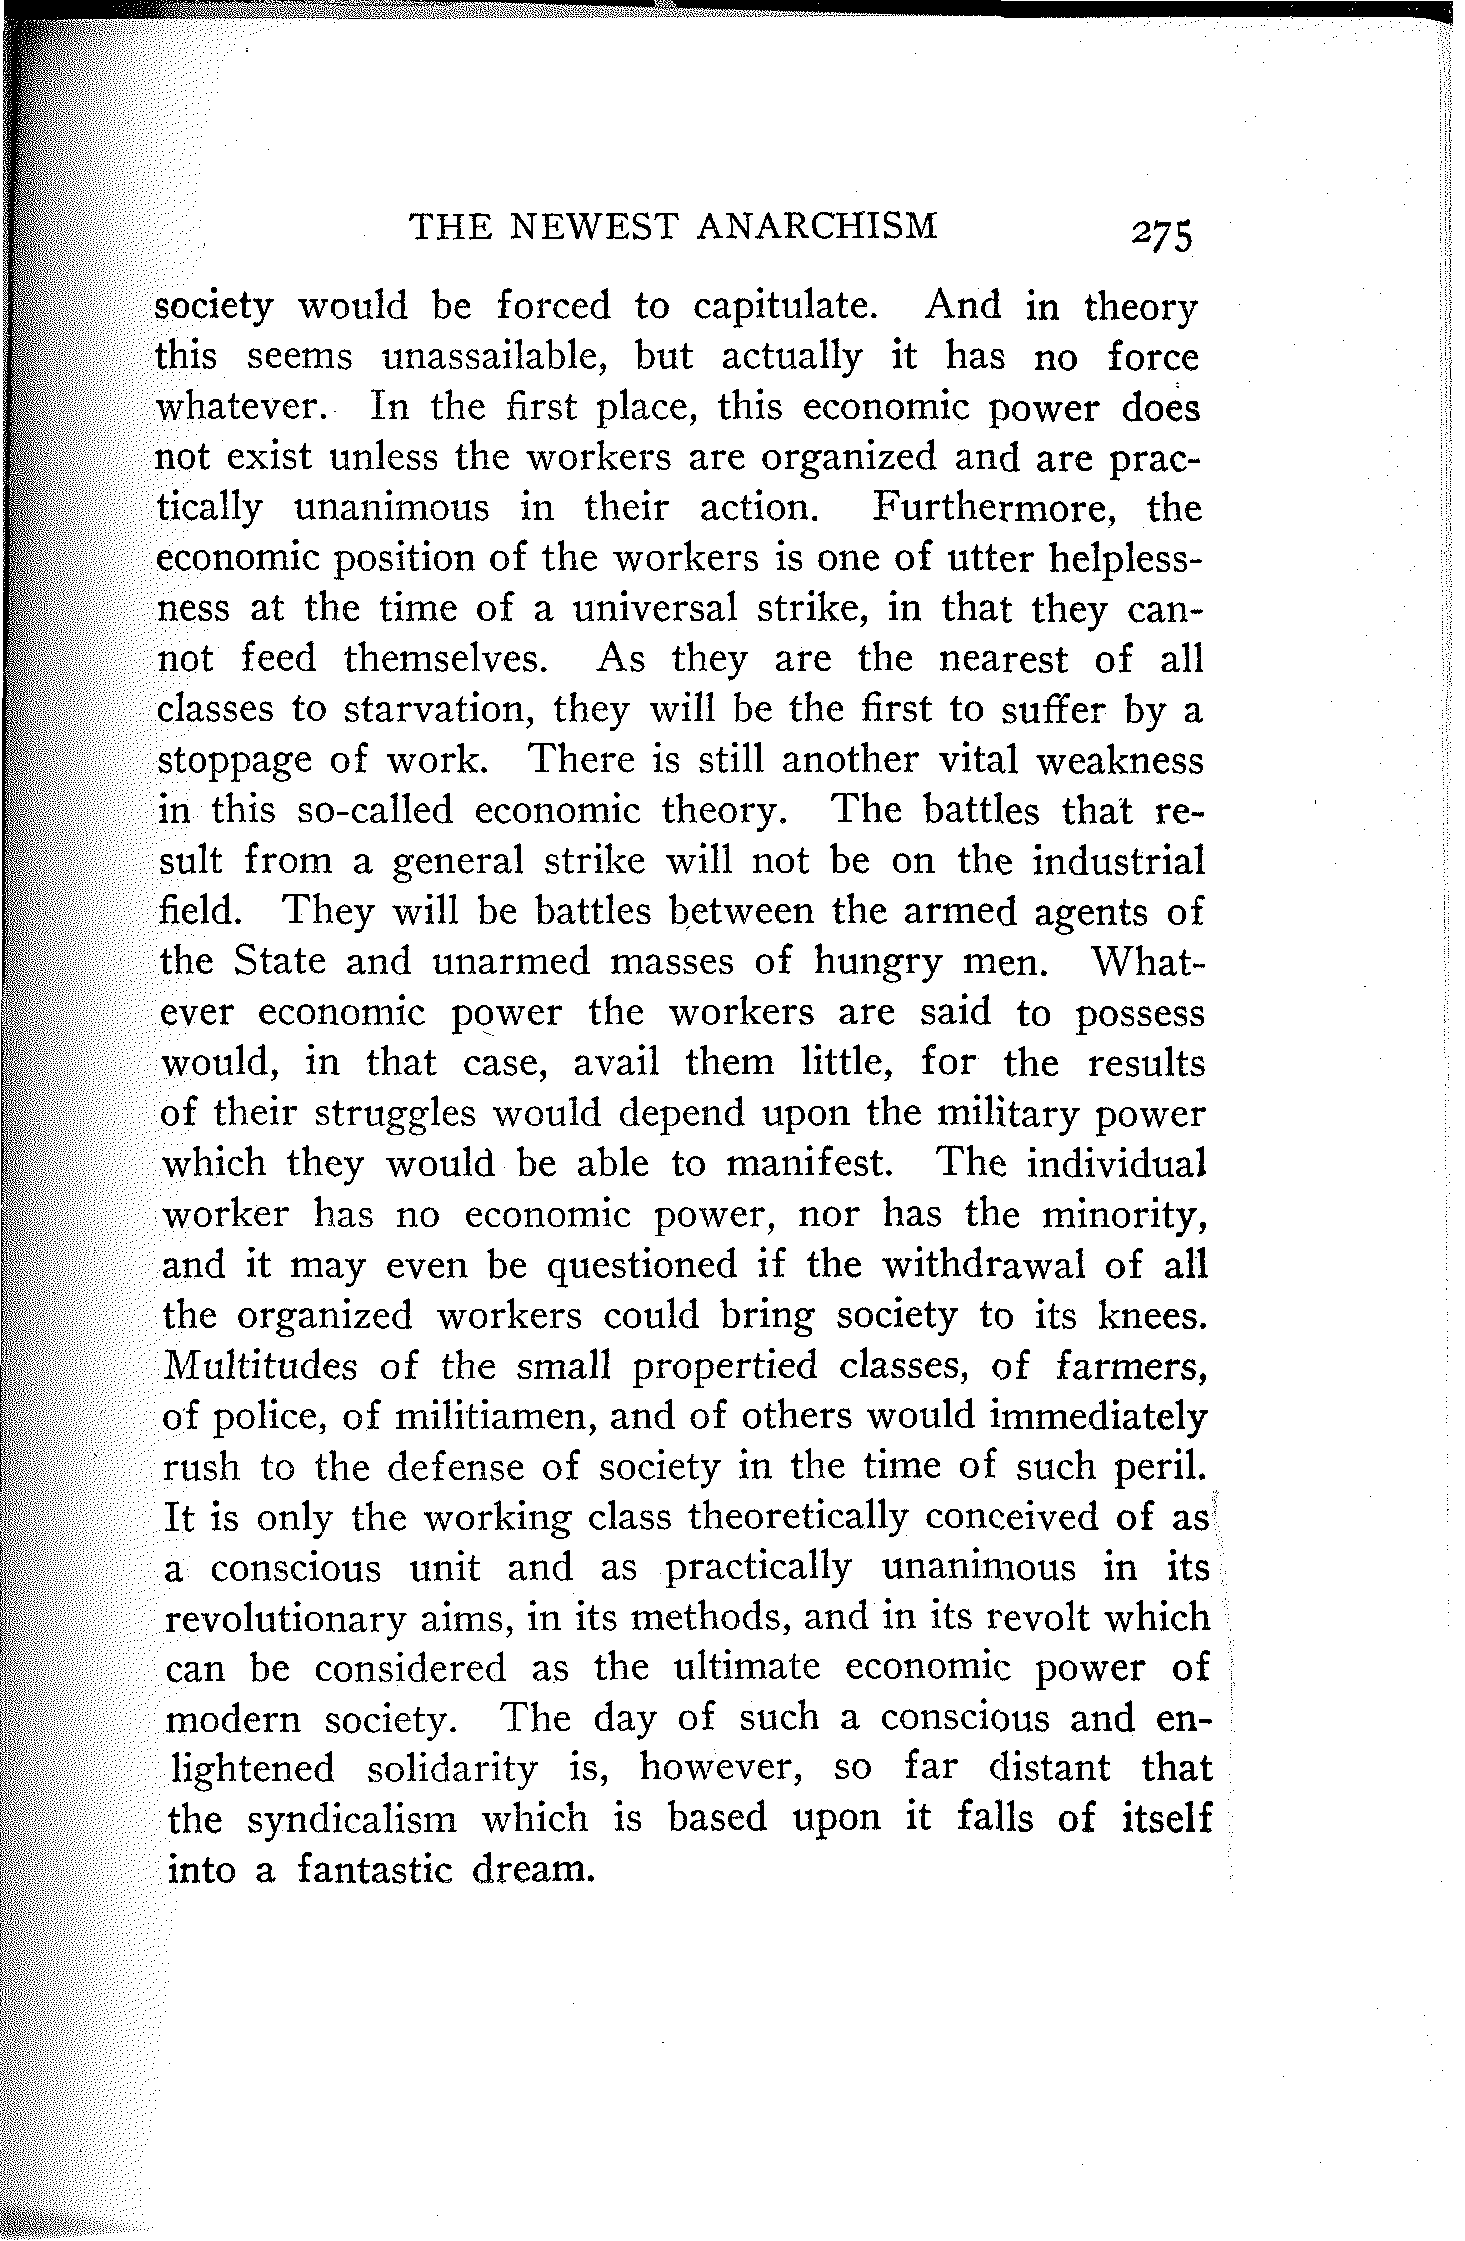 THE NEWEST ANARCHISM 275
society would be forced to capitulate. And in theory
this seems unassailable, but actually it has no force
whatever. In the first place, this economic power does
not exist unless the workers are organized and are prac-
tically unanimous in their action. Furthermore, the
economic position of the workers is one of utter helpless-
ness at the time of a universal strike, in that they can-
not feed themselves. As they are the nearest of all
classes to starvation, they will be the first to suffer by a
stoppage of work. There is still another vital weakness
in this so-called economic theory. The battles that re-
sult from a general strike will not be on the industrial
field. They will be battles between the armed agents of
the State and unarmed masses of hungry men. What-
ever economic power the workers are said to possess
would, in that case, avail them little, for the results
of their struggles would depend upon the military power
which they would be able to manifest. The individual
worker has no economic power, nor has the minority,
and it may even be questioned if the withdrawal of all
the organized workers could bring society to its knees.
Multitudes of the small propertied classes, of farmers,
of police, of militiamen, and of others would immediately
rush to the defense of society in the time of such peril.
It is only the working class theoretically conceived of as
a conscious unit and as practically unanimous in its
revolutionary aims, in its methods, and in its revolt which
can be considered as the ultimate economic power of
modern society. The day of such a conscious and en-
lightened solidarity is, however, so far distant that
the syndicalism which is based upon it falls of itself
into a fantastic dream.